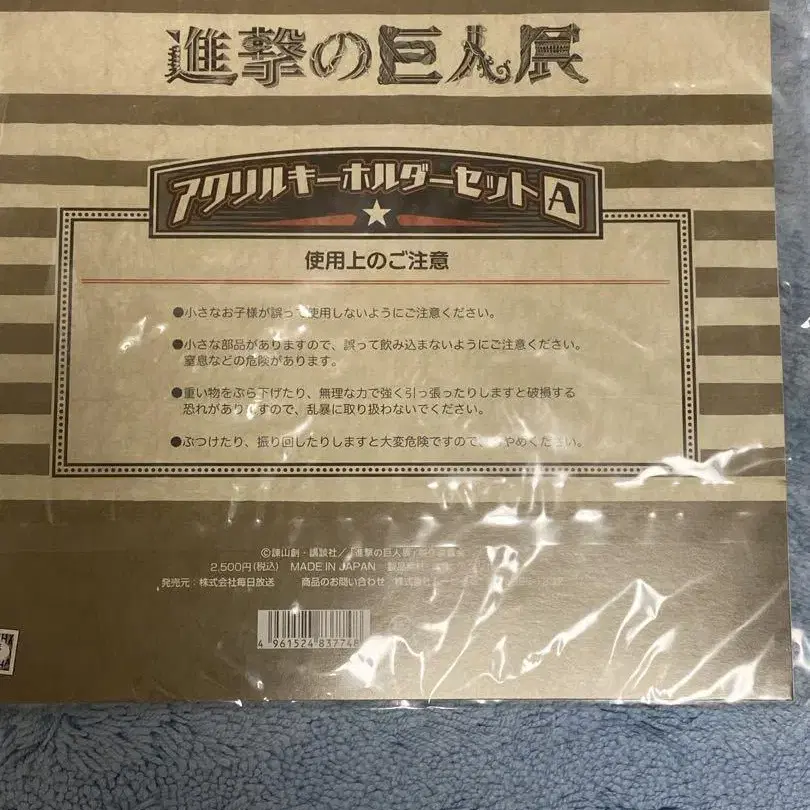 進撃の巨人展
アクリルキーホルダーセットA
使用上のご注意
●小さなお子様が誤って使用しないようにご注意ください。
●小さな部品がありますので、誤って飲み込まないようにご注意ください。
窒息などの危険があります。
●重い物をぶら下げたり、無理な力で強く引っ張ったりしますと破損する
恐れがありますので、乱暴に取り扱わないでください。
●ぶつけたり、振り回したりしますと大変危険ですので、おやめください。
©諫山創・講談社／「進撃の巨人展」
2,500円(税込) MADE IN JAPAN
発売元：株式会社毎日放送 商品のお問い合わせ 株式会社
4 961524 837748